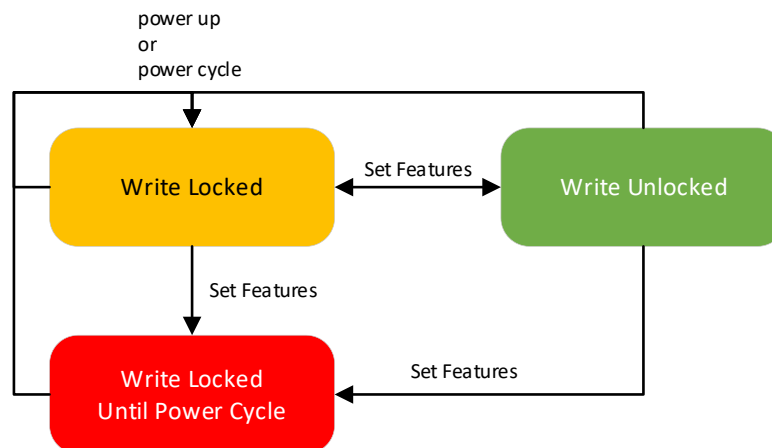 power up
or
power cycle
Write Locked
Set Features
Write Unlocked
Set Features
Write Locked
Until Power Cycle
Set Features